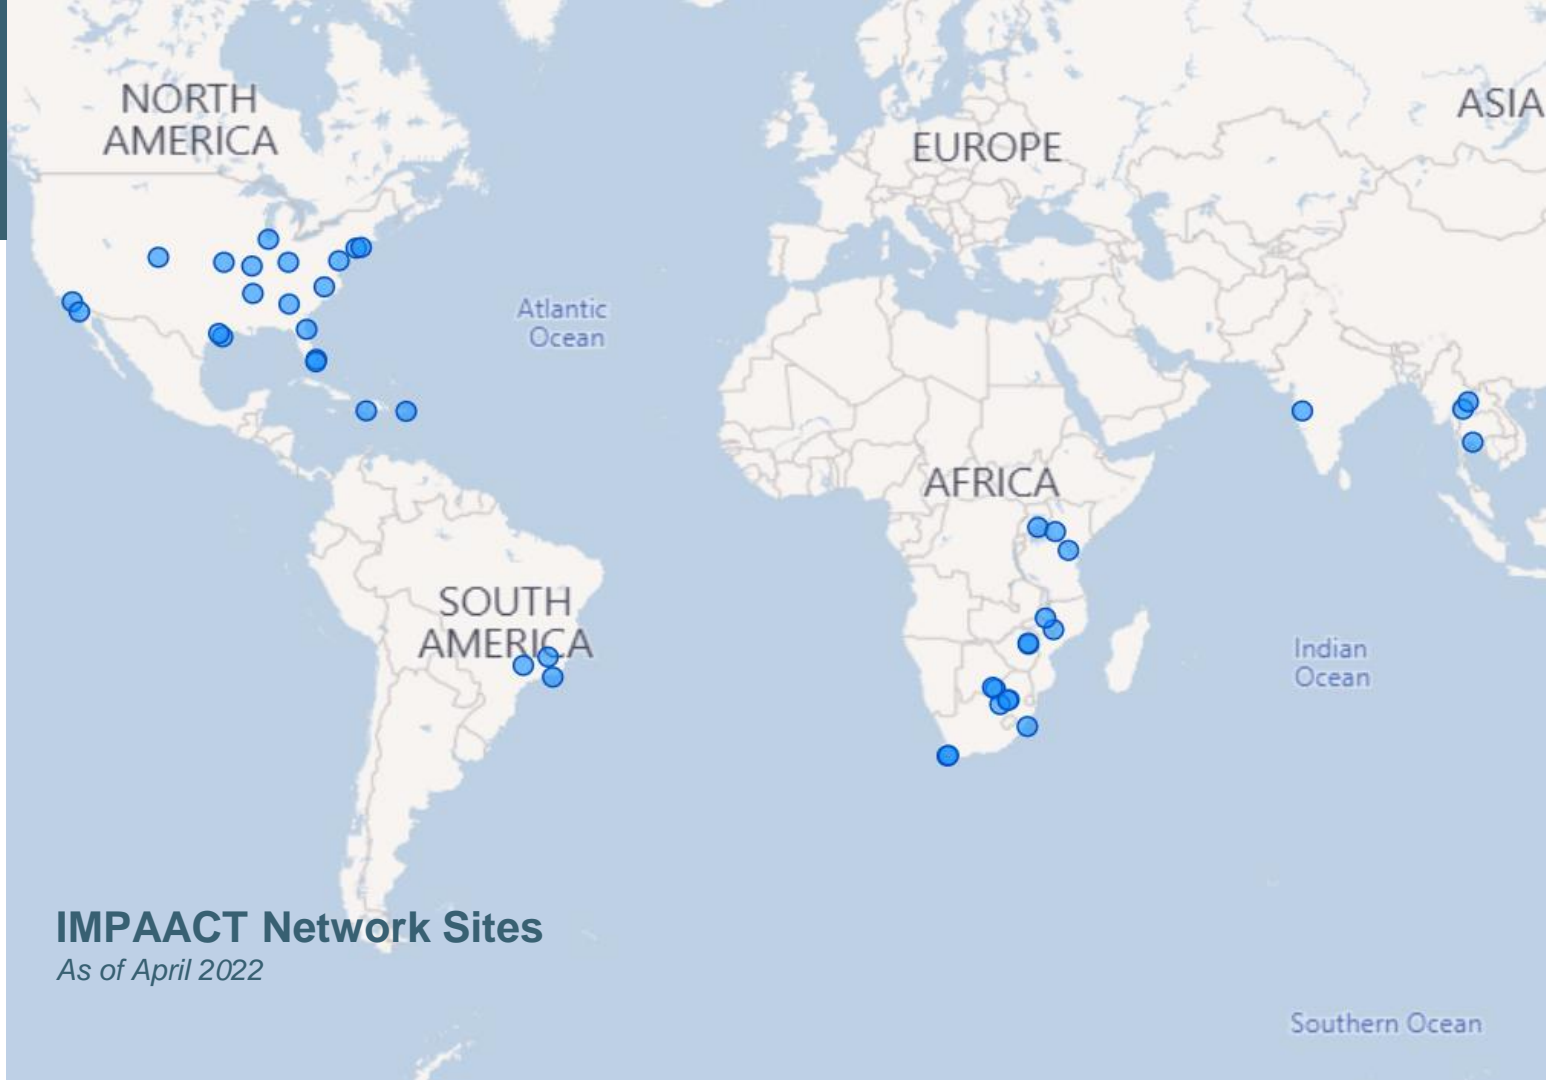 NORTH
AMERICA
EUROPE
ASIA
Atlantic
Ocean
AFRICA
SOUTH
AMERICA
Indian
Ocean
IMPAACT Network Sites
As of April 2022
Southern Ocean